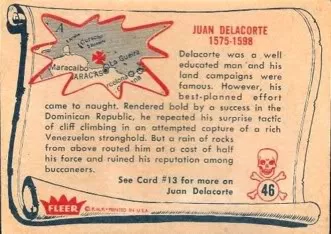 JUAN DELACORTE
1575-1598
A
Maracaibo
CARACAS
La Guaira
Delacorte was a well
educated man and his
land campaigns were
famous. However, his
best-planned effort
came to naught. Rendered bold by a success in the
Dominican Republic, he repeated his surprise tactic
of cliff climbing in an attempted capture of a rich
Venezuelan stronghold. But a rain of rocks
from above routed him at a cost of half
his force and ruined his reputation among
buccaneers.
See Card #13 for more on
Juan Delacorte
46
FLEER
PRINTED IN U.S.A.